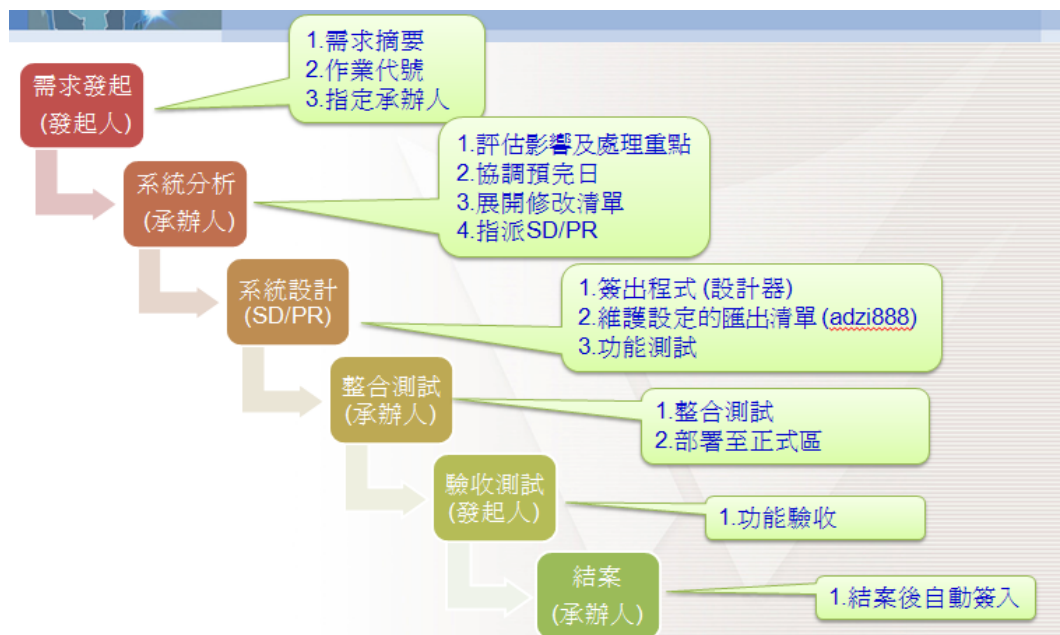 需求發起
(發起人)
1.需求摘要
2.作業代號
3.指定承辦人
系統分析
(承辦人)
1.評估影響及處理重點
2.協調預完日
3.展開修改清單
4.指派SD/PR
系統設計
(SD/PR)
1.簽出程式 (設計器)
2.維護設定的匯出清單 (adzi888)
3.功能測試
整合測試
(承辦人)
1.整合測試
2.部署至正式區
驗收測試
(發起人)
1.功能驗收
結案
(承辦人)
1.結案後自動簽入